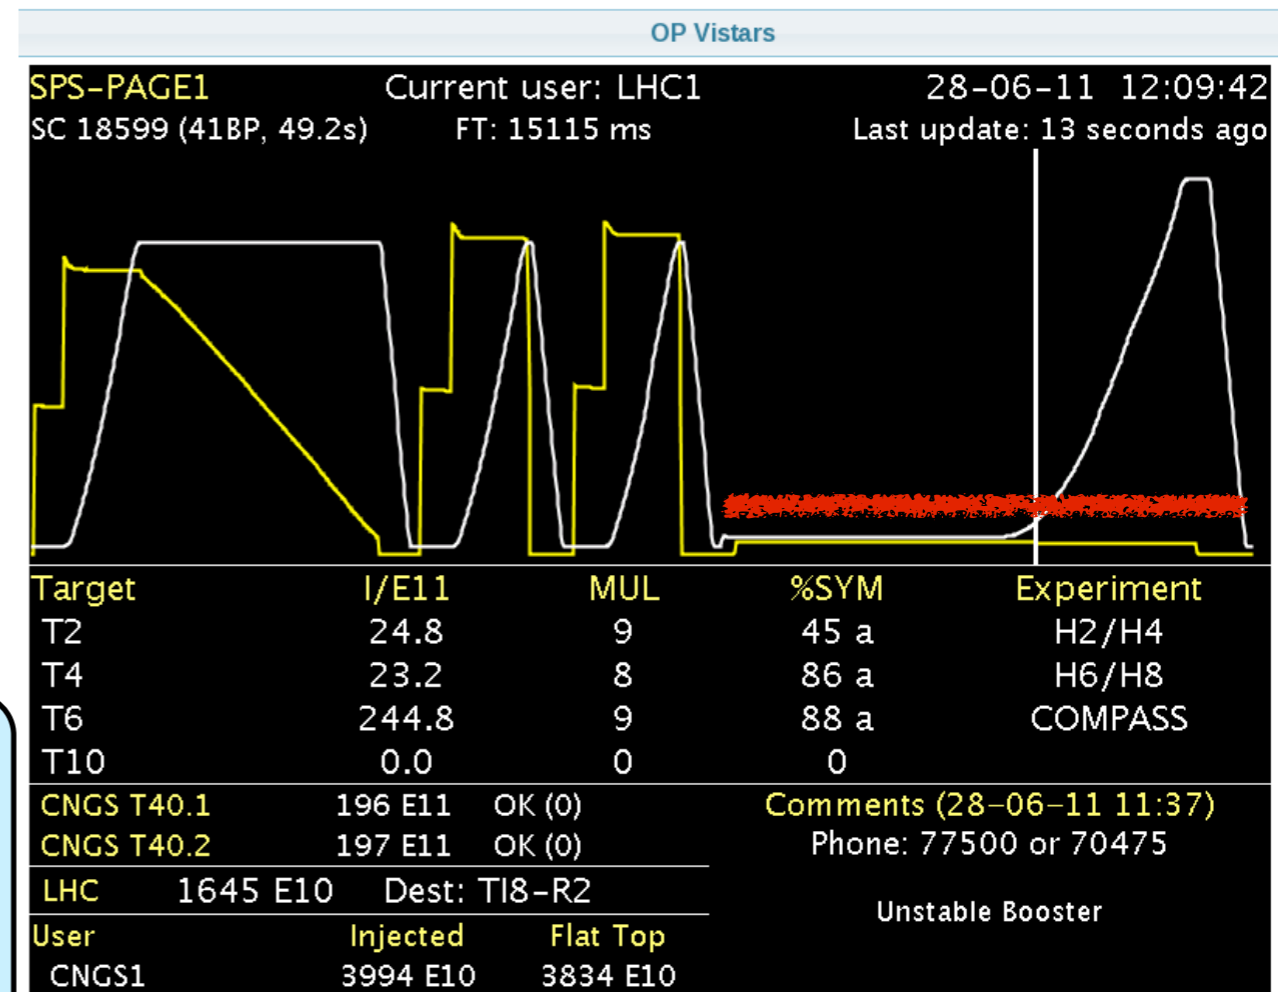 OP Vistars
SPS-PAGE1 Current user: LHC1 28-06-11 12:09:42
SC 18599 (41BP, 49.2s) FT: 15115 ms Last update: 13 seconds ago
Target I/E11 MUL %SYM Experiment
T2 24.8 9 45 a H2/H4
T4 23.2 8 86 a H6/H8
T6 244.8 9 88 a COMPASS
T10 0.0 0 0
CNGS T40.1 196 E11 OK (0)
CNGS T40.2 197 E11 OK (0)
Comments (28-06-11 11:37)
Phone: 77500 or 70475
LHC 1645 E10 Dest: TI8-R2
Unstable Booster
User Injected Flat Top
CNGS1 3994 E10 3834 E10